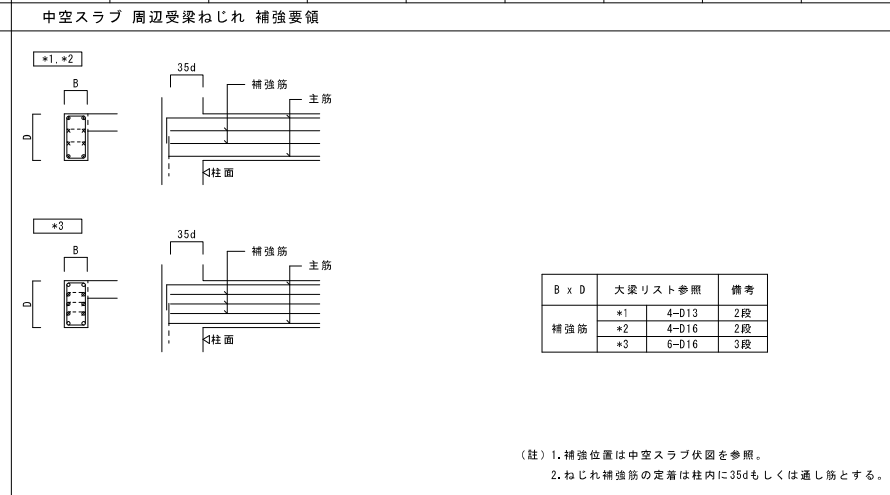 中空スラブ 周辺受梁ねじれ 補強要領
*1,*2
B
D
35d
補強筋
主筋
柱面
*3
B
D
35d
補強筋
主筋
柱面
B x D 大梁リスト参照 備考
補強筋 *1 4-D13 2段
*2 4-D16 2段
*3 6-D16 3段
(註) 1.補強位置は中空スラブ伏図を参照。
2.ねじれ補強筋の定着は柱内に35dもしくは通し筋とする。